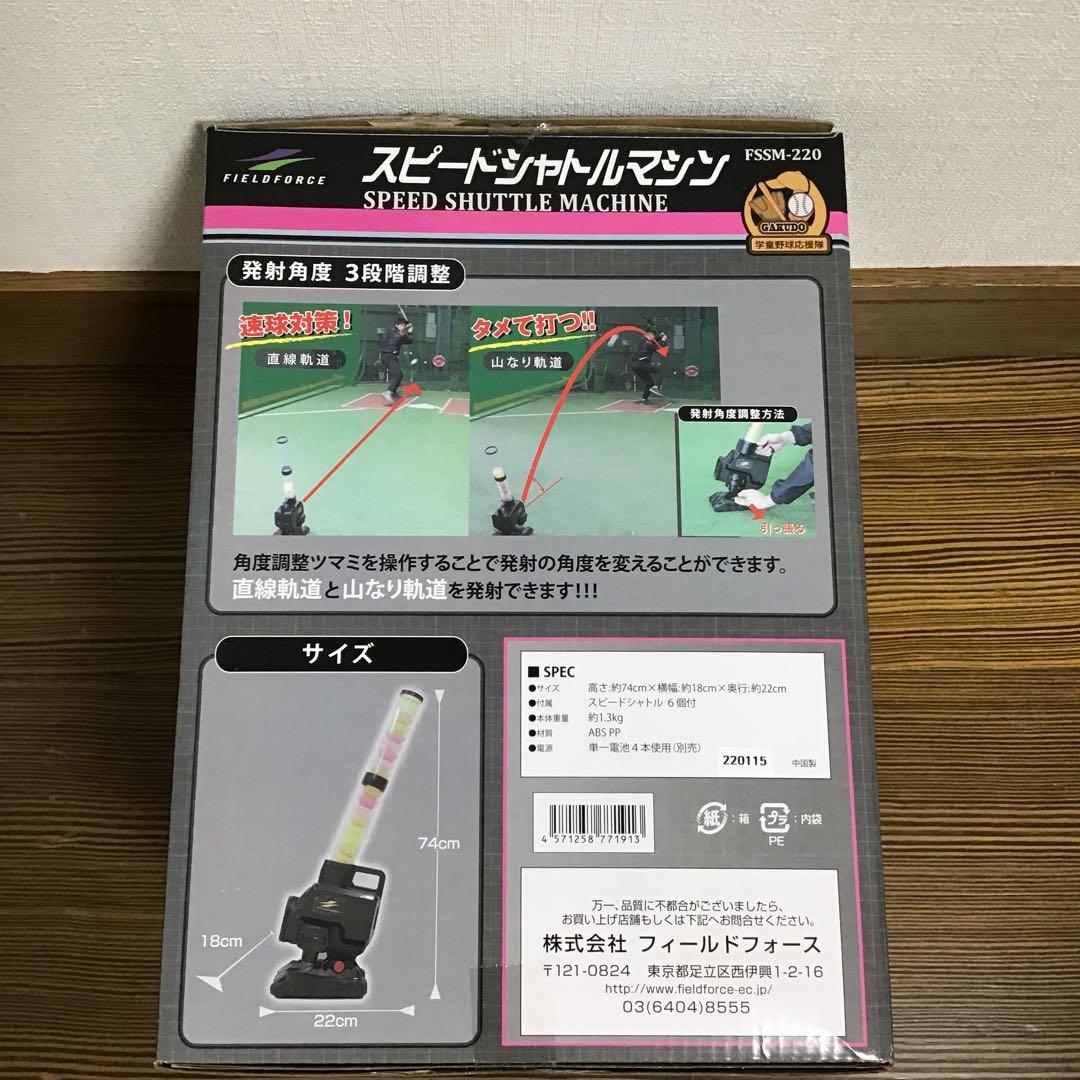 FIELDFORCE
スピードシャトルマシン
SPEED SHUTTLE MACHINE
FSSM-220
GAKUDO
学童野球応援隊
発射角度 3段階調整
速球対策!
直線軌道
タメて打つ!!
山なり軌道
発射角度調整方法
引っ張る
角度調整ツマミを操作することで発射の角度を変えることができます。
直線軌道と山なり軌道を発射できます!!!
サイズ
74cm
18cm
22cm
■ SPEC
●サイズ 高さ:約74cm×横幅:約18cm×奥行:約22cm
●付属 スピードシャトル 6個付
●本体重量 約1.3kg
●材質 ABS PP
●電源 単一電池4本使用(別売)
220115
中国製
4 571258 771913
紙:箱
プラ:内袋
PE
万一、品質に不都合がございましたら、
お買い上げ店舗もしくは下記へお問合せください。
株式会社 フィールドフォース
〒121-0824 東京都足立区西伊興1-2-16
http://www.fieldforce-ec.jp/
03(6404)8555